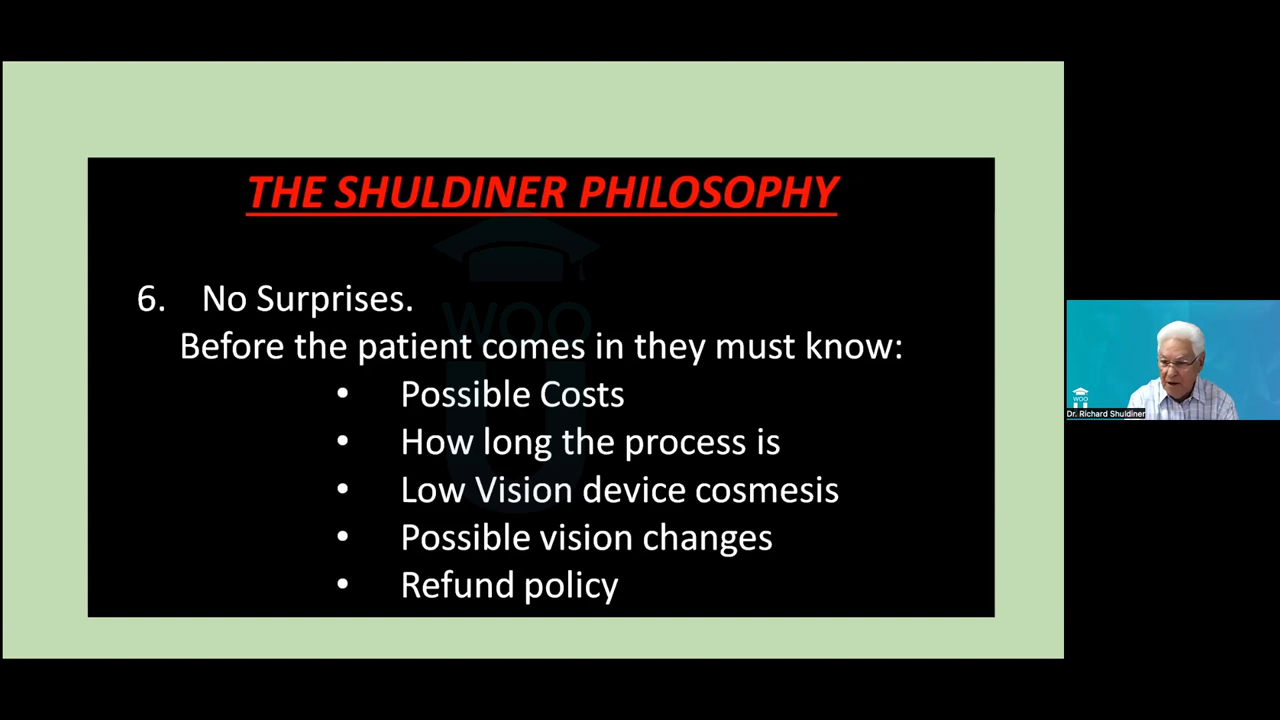 THE SHULDINER PHILOSOPHY
6. No Surprises.
Before the patient comes in they must know:
• Possible Costs
• How long the process is
• Low Vision device cosmesis
• Possible vision changes
• Refund policy
WOO
U
WOO
U
Dr. Richard Shuldiner